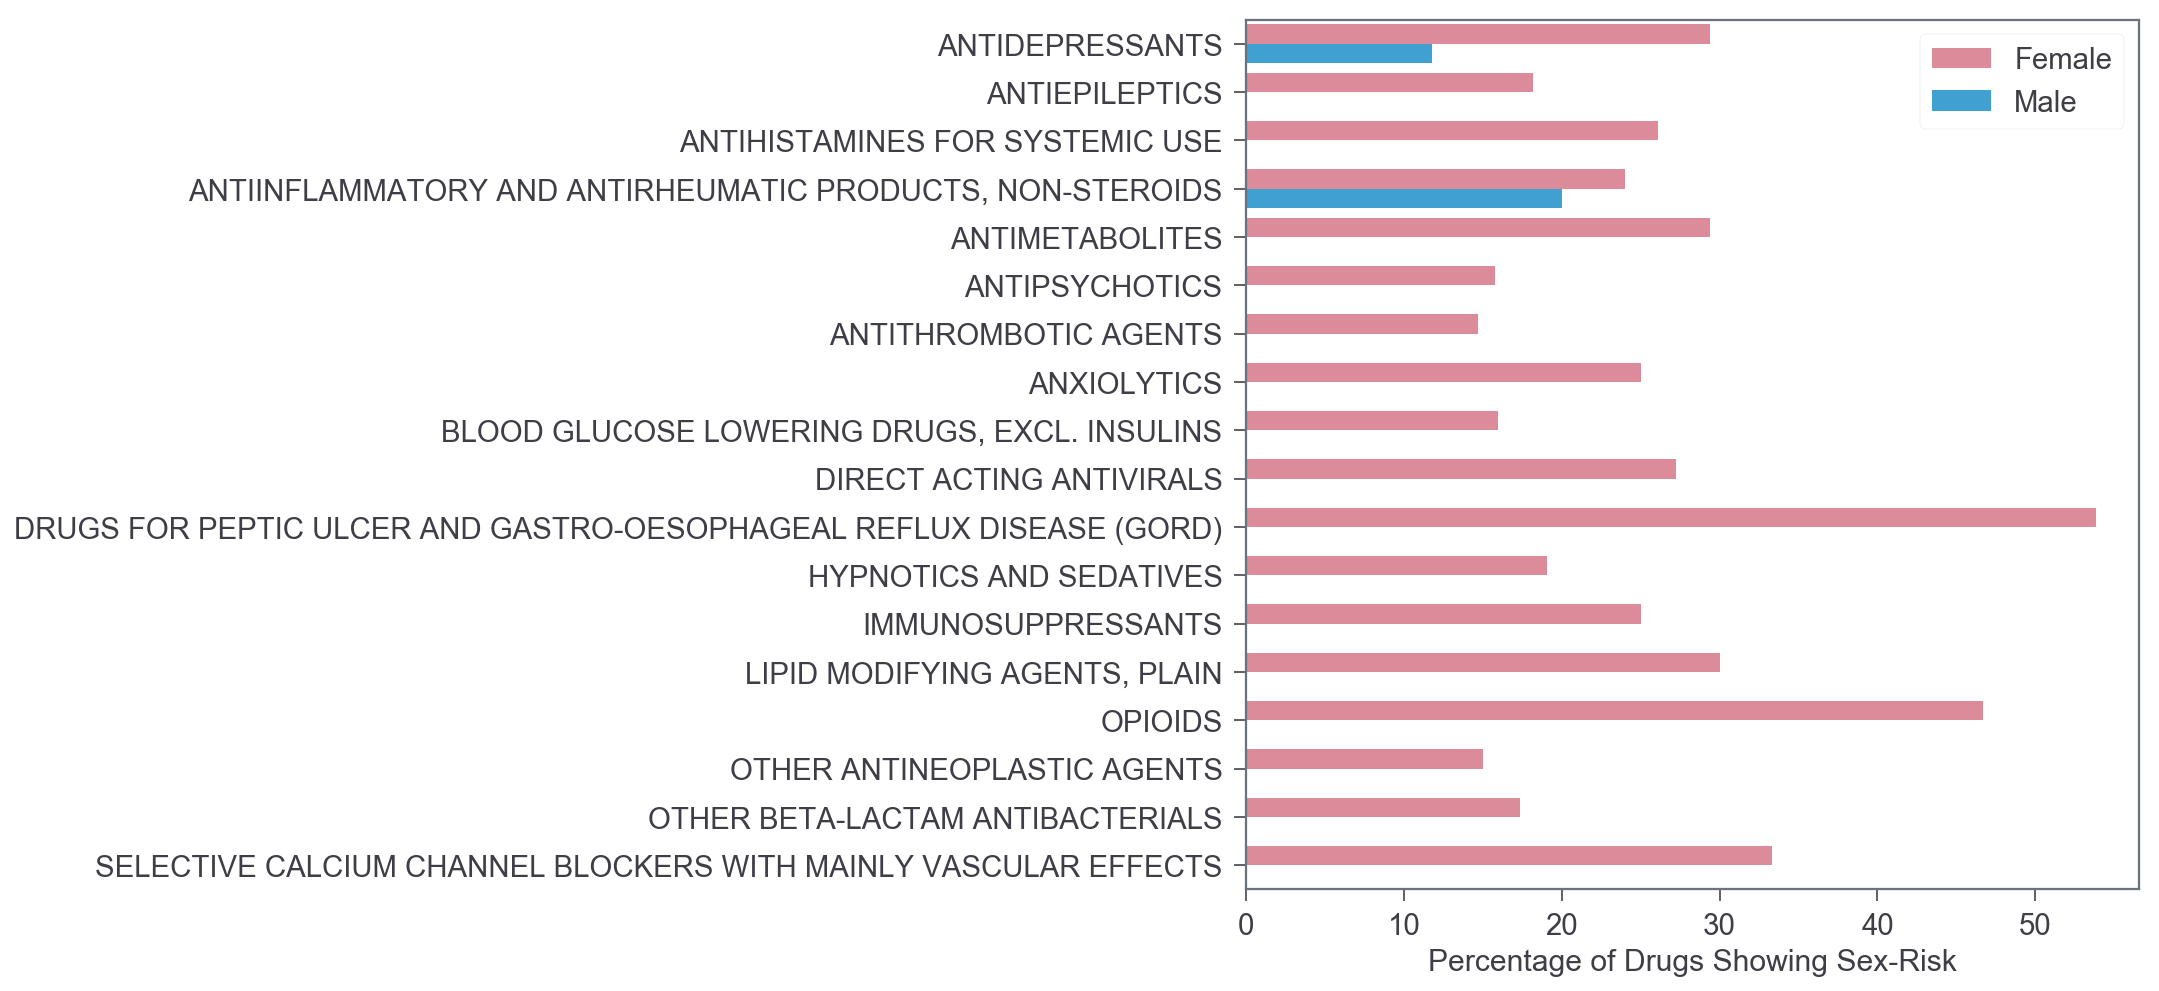 ANTIDEPRESSANTS
ANTIEPILEPTICS
ANTIHISTAMINES FOR SYSTEMIC USE
ANTIINFLAMMATORY AND ANTIRHEUMATIC PRODUCTS, NON-STEROIDS
ANTIMETABOLITES
ANTIPSYCHOTICS
ANTITHROMBOTIC AGENTS
ANXIOLYTICS
BLOOD GLUCOSE LOWERING DRUGS, EXCL. INSULINS
DIRECT ACTING ANTIVIRALS
DRUGS FOR PEPTIC ULCER AND GASTRO-OESOPHAGEAL REFLUX DISEASE (GORD)
HYPNOTICS AND SEDATIVES
IMMUNOSUPPRESSANTS
LIPID MODIFYING AGENTS, PLAIN
OPIOIDS
OTHER ANTINEOPLASTIC AGENTS
OTHER BETA-LACTAM ANTIBACTERIALS
SELECTIVE CALCIUM CHANNEL BLOCKERS WITH MAINLY VASCULAR EFFECTS
Female
Male
0 10 20 30 40 50
Percentage of Drugs Showing Sex-Risk